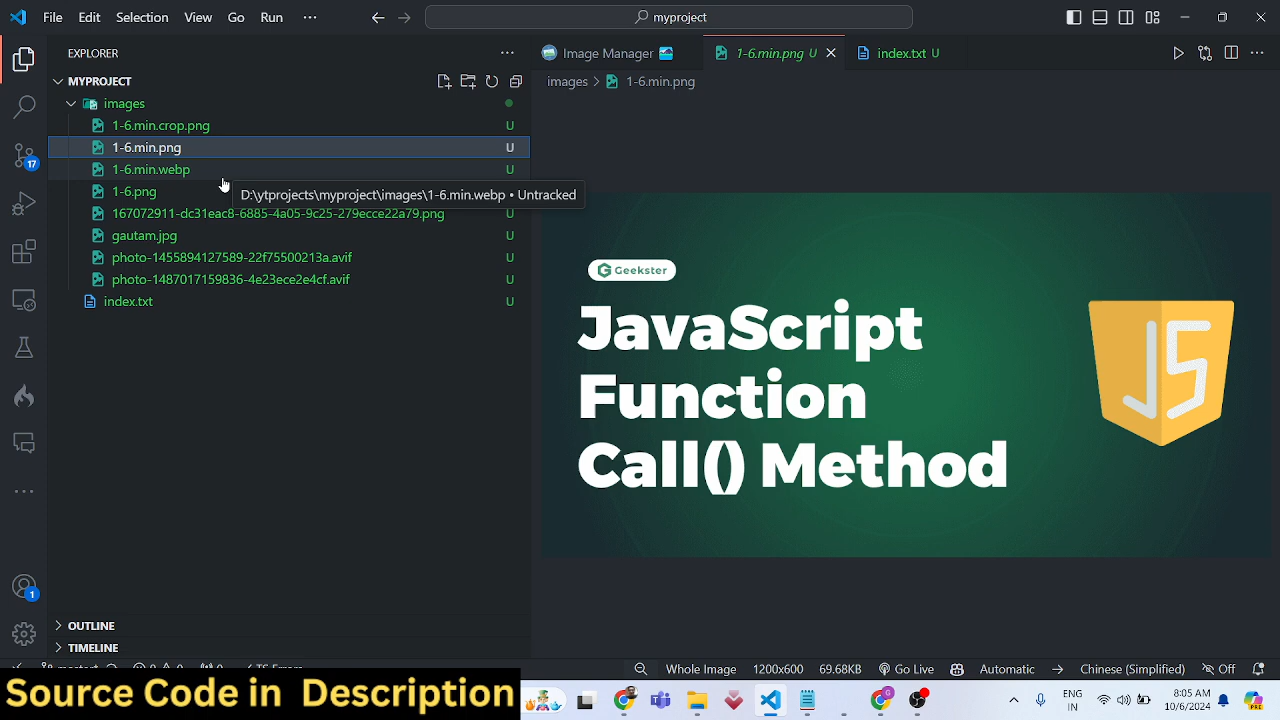 File Edit Selection View Go Run ··· myproject
EXPLORER
MYPROJECT
images
1-6.min.crop.png U
1-6.min.png U
1-6.min.webp U
D:\ytprojects\myproject\images\1-6.min.webp • Untracked
1-6.png
167072911-dc31eac8-6885-4a05-9c25-279ecce22a79.png U
gautam.jpg U
photo-1455894127589-22f75500213a.avif U
photo-1487017159836-4e23ece2e4cf.avif U
index.txt U
17
1
OUTLINE
TIMELINE
Image Manager 1-6.min.png U index.txt U
images > 1-6.min.png
Geekster
JavaScript
Function
Call() Method
JS
Whole Image 1200x600 69.68KB Go Live Automatic Chinese (Simplified) Off
Source Code in Description
ENG
IN
8:05 AM
10/6/2024